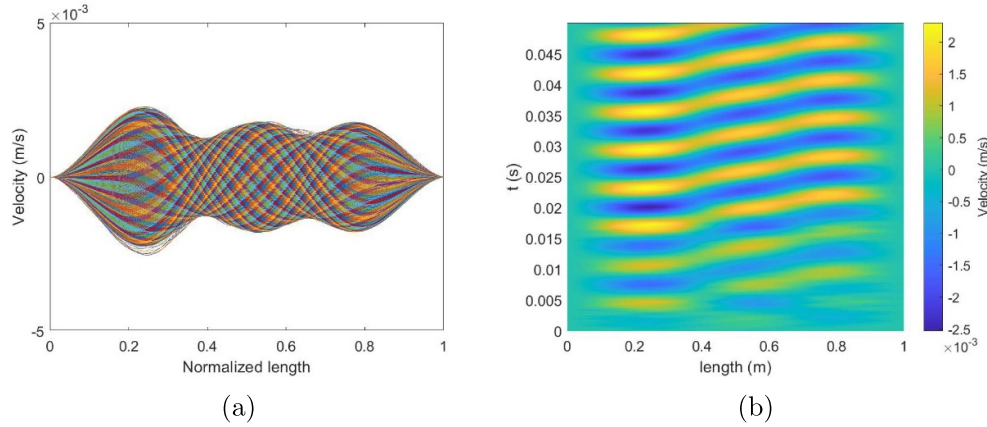 ×10⁻³
5
0
-5
Velocity (m/s)
0 0.2 0.4 0.6 0.8 1
Normalized length
(a)
0.045
0.04
0.035
0.03
0.025
0.02
0.015
0.01
0.005
0
t (s)
0 0.2 0.4 0.6 0.8 1
length (m)
2
1.5
1
0.5
0
-0.5
-1
-1.5
-2
-2.5
×10⁻³
Velocity (m/s)
(b)